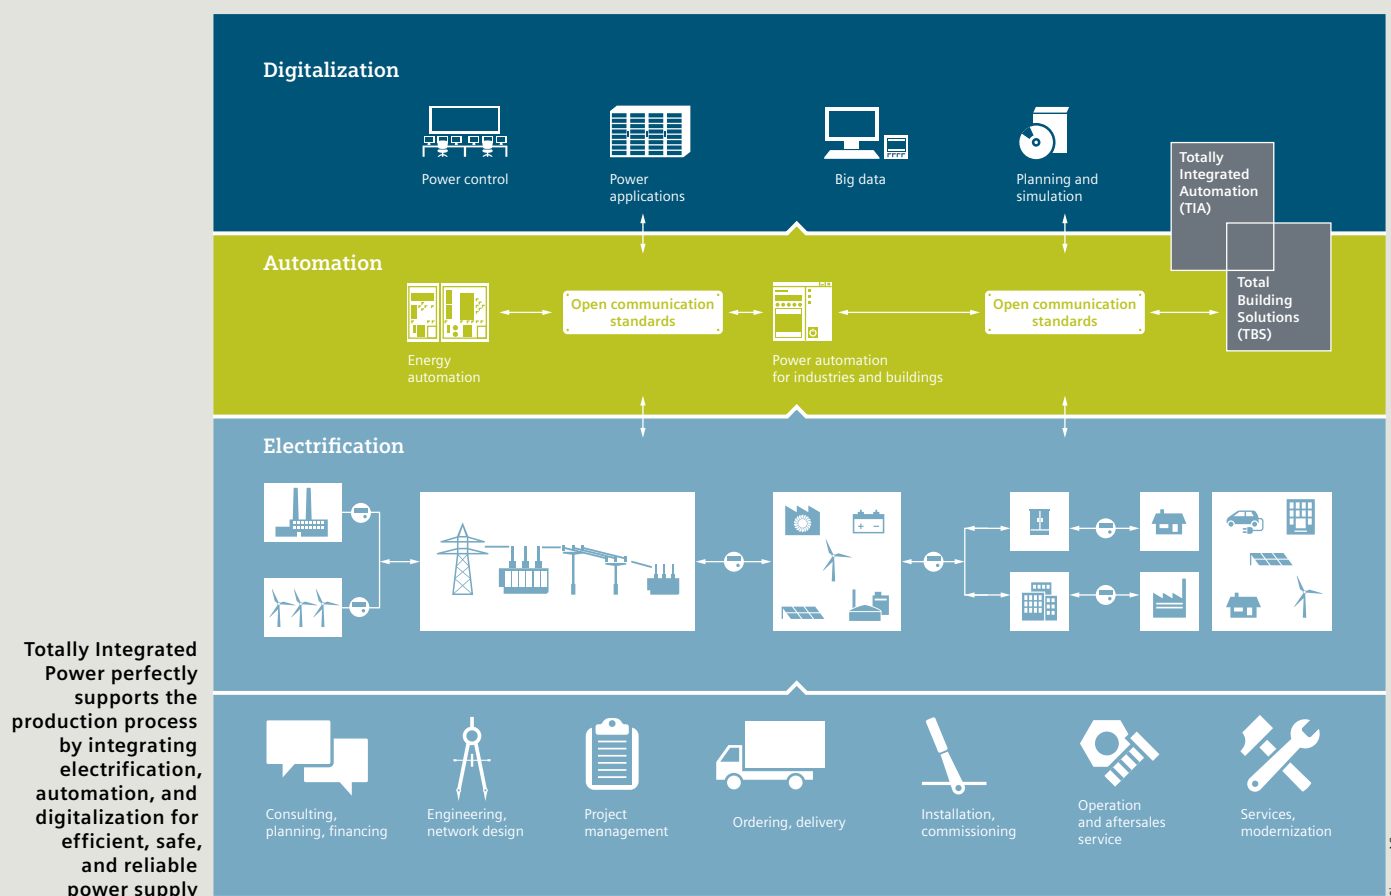 Digitalization
Power control
Power
applications
Big data
Planning and
simulation
Totally
Integrated
Automation
(TIA)
Automation
Energy
automation
Open communication
standards
Power automation
for industries and buildings
Open communication
standards
Total
Building
Solutions
(TBS)
Electrification
Totally Integrated
Power perfectly
supports the
production process
by integrating
electrification,
automation, and
digitalization for
efficient, safe,
and reliable
power supply
Consulting,
planning, financing
Engineering,
network design
Project
management
Ordering, delivery
Installation,
commissioning
Operation
and aftersales
service
Services,
modernization